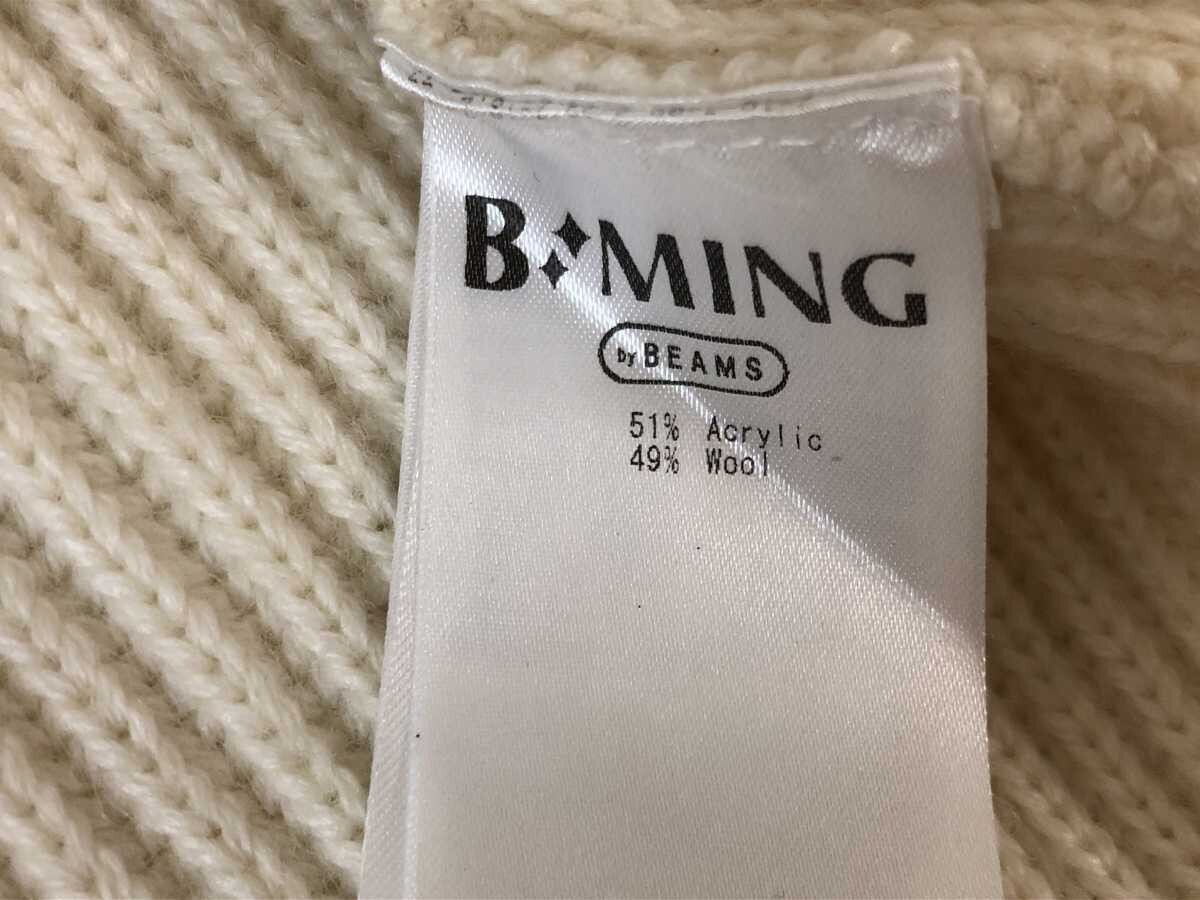 B MING
by BEAMS
51% Acrylic
49% Wool